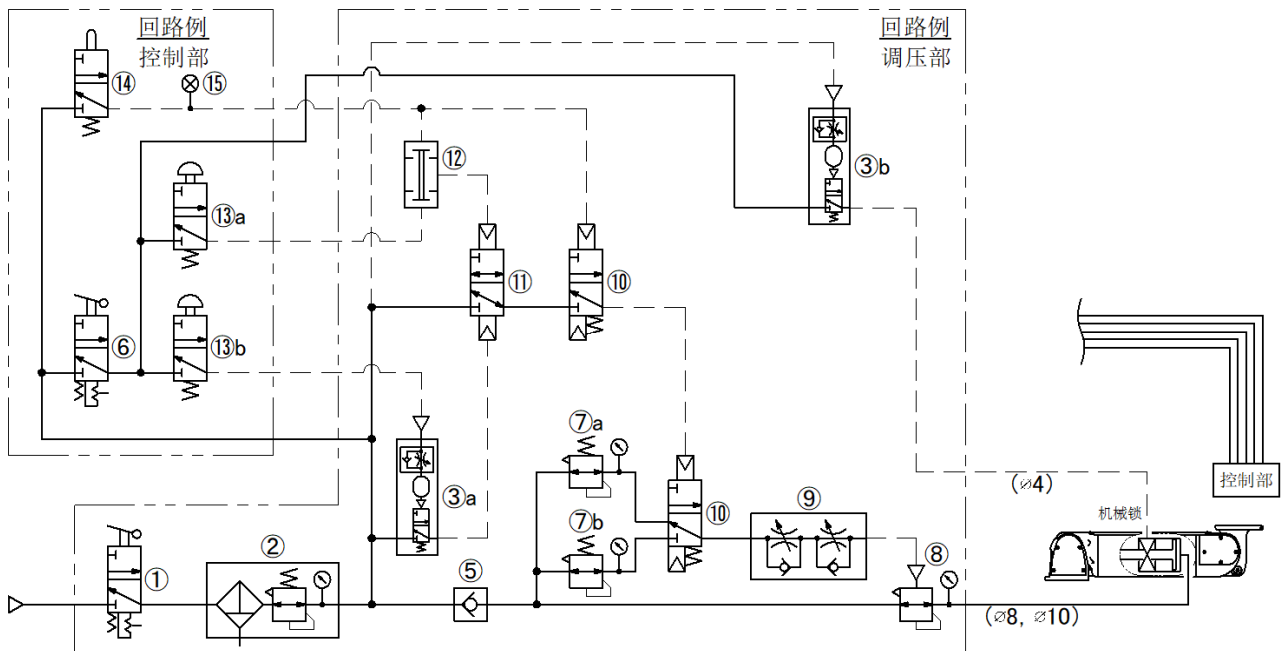 回路例
控制部
回路例
调压部
⑭
⑮
⑫
③b
⑬a
⑪
⑩
⑥
⑬b
⑦a
控制部
(⌀4)
③a
⑩
⑨
机械锁
⑦b
①
②
⑤
⑧
(⌀8, ⌀10)